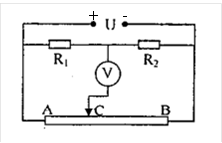 + U -
R₁ R₂
V
A C B